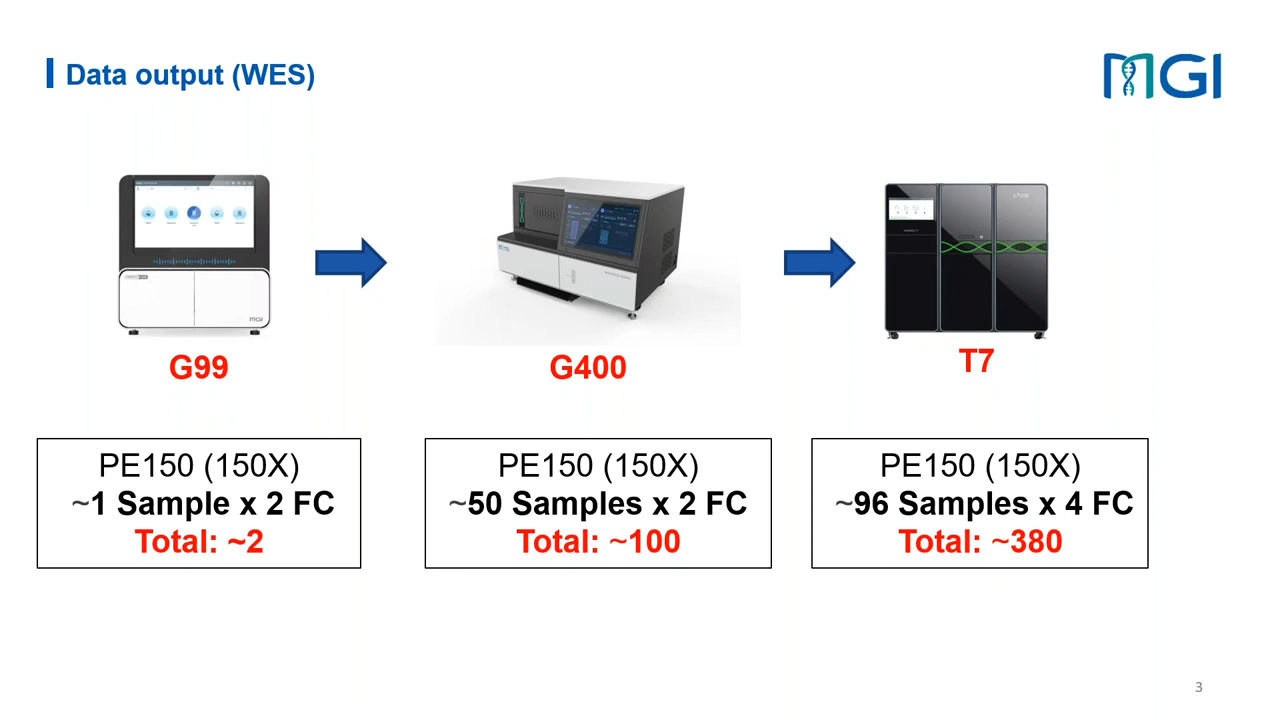 Data output (WES)
MGI
MGI
G99
G400
T7
PE150 (150X)
~1 Sample x 2 FC
Total: ~2
PE150 (150X)
~50 Samples x 2 FC
Total: ~100
PE150 (150X)
~96 Samples x 4 FC
Total: ~380
3